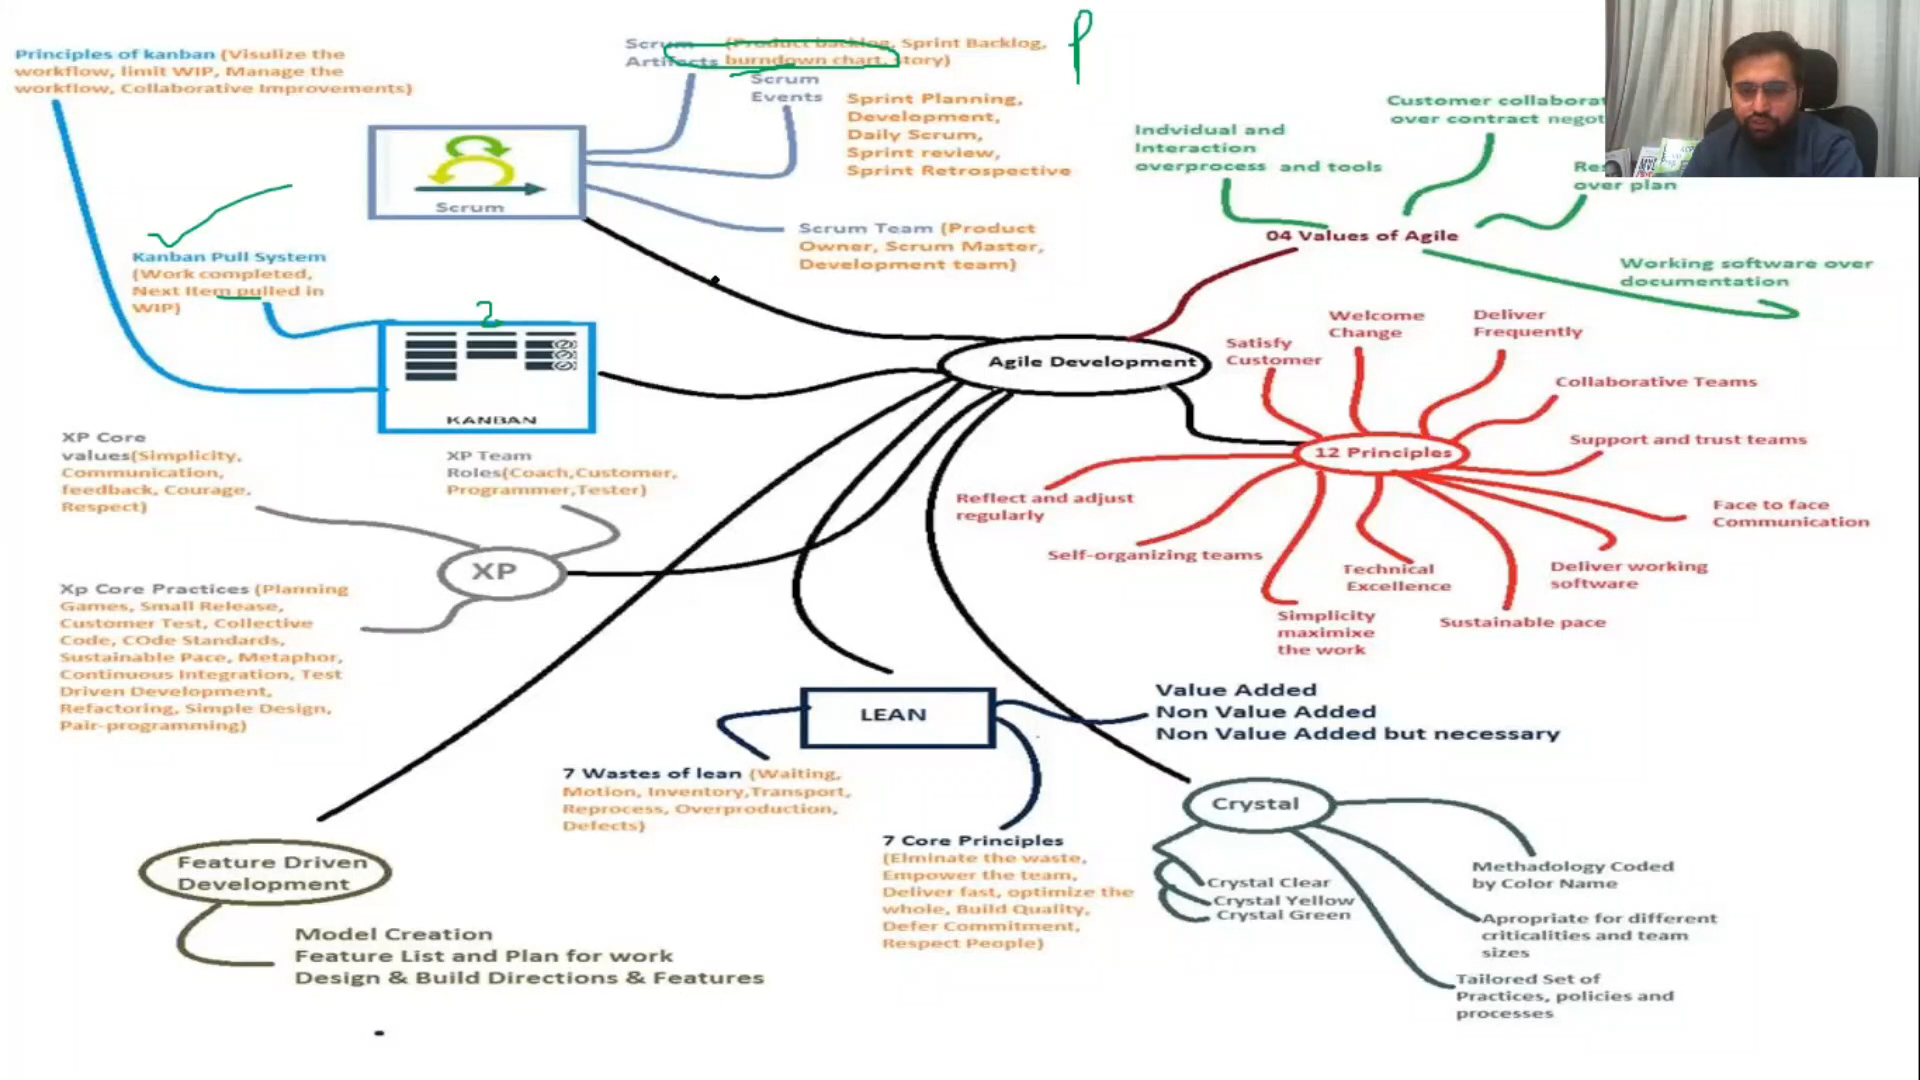 Principles of kanban (Visulize the
workflow, limit WIP, Manage the
workflow, Collaborative Improvements)
Scrum (Product backlog, Sprint Backlog,
Artifacts burndown chart, story)
Scrum
Events
Sprint Planning,
Development,
Daily Scrum,
Sprint review,
Sprint Retrospective
Scrum
Scrum Team (Product
Owner, Scrum Master,
Development team)
Kanban Pull System
(Work completed,
Next Item pulled in
WIP)
2
KANBAN
Customer
over contract
Indvidual and
Interaction
overprocess and tools
over plan
04 Values of Agile
Working software over
documentation
Agile Development
Satisfy
Customer
Welcome
Change
Deliver
Frequently
Collaborative Teams
Support and trust teams
12 Principles
Face to face
Communication
Reflect and adjust
regularly
Self-organizing teams
Simplicity
maximixe
the work
Technical
Excellence
Sustainable pace
Deliver working
software
XP Core
values(Simplicity,
Communication,
feedback, Courage,
Respect)
XP Team
Roles(Coach,Customer,
Programmer,Tester)
XP
Xp Core Practices (Planning
Games, Small Release,
Customer Test, Collective
Code, COde Standards,
Sustainable Pace, Metaphor,
Continuous Integration, Test
Driven Development,
Refactoring, Simple Design,
Pair-programming)
LEAN
Value Added
Non Value Added
Non Value Added but necessary
7 Wastes of lean (Waiting,
Motion, Inventory,Transport,
Reprocess, Overproduction,
Defects)
7 Core Principles
(Elminate the waste,
Empower the team,
Deliver fast, optimize the
whole, Build Quality,
Defer Commitment,
Respect People)
Crystal
Crystal Clear
Crystal Yellow
Crystal Green
Methadology Coded
by Color Name
Apropriate for different
criticalities and team
sizes
Tailored Set of
Practices, policies and
processes
Feature Driven
Development
Model Creation
Feature List and Plan for work
Design & Build Directions & Features